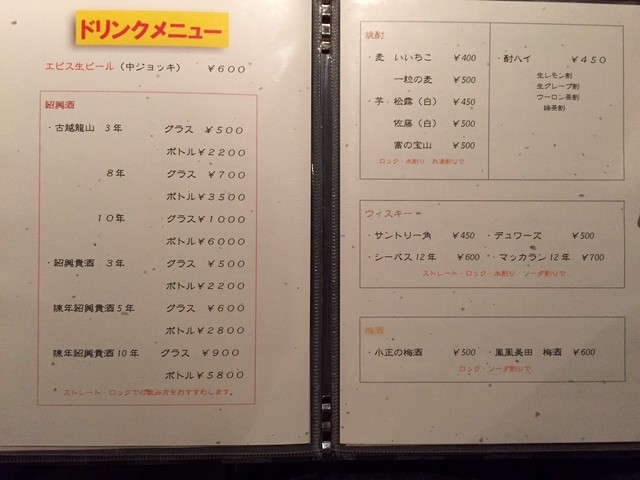 ドリンクメニュー
エビス生ビール（中ジョッキ） ￥６００
紹興酒
・古越龍山 ３年 グラス ￥５００
ボトル￥２２００
８年 グラス ￥７００
ボトル￥３５００
１０年 グラス￥１０００
ボトル￥６０００
・紹興貴酒 ３年 グラス ￥５００
ボトル￥２２００
陳年紹興貴酒５年 グラス ￥６００
ボトル￥２８００
陳年紹興貴酒10年 グラス ￥９００
ボトル￥５８００
ストレート・ロックでの飲み方をおすすめします。
焼酎
・麦 いいちこ ￥400
一粒の麦 ￥500
・芋 松露（白） ￥450
佐藤（白） ￥500
富の宝山 ￥500
ロック・水割り お湯割りで
・酎ハイ ￥４５０
生レモン割
生グレープ割
ウーロン茶割
緑茶割
ウィスキー
・サントリー角 ￥450 ・デュワーズ ￥500
・シーバス12年 ￥600 ・マッカラン12年 ￥700
ストレート・ロック・水割り・ソーダ割りで
梅酒
・小正の梅酒 ￥500 ・鳳凰美田 梅酒 ￥600
ロック・ソーダ割りで